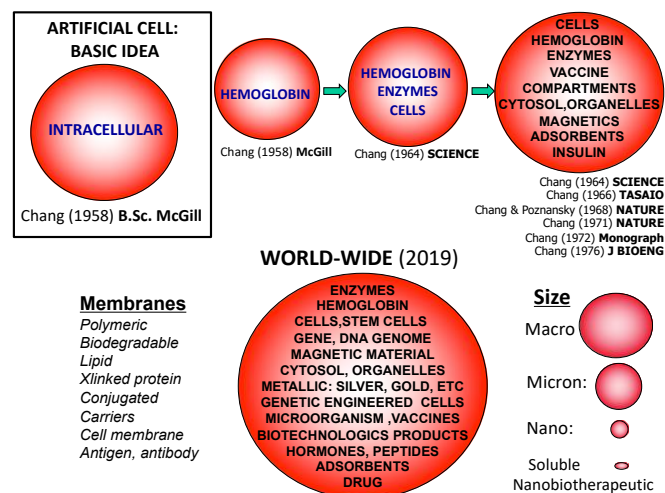 ARTIFICIAL CELL:
BASIC IDEA
INTRACELLULAR
Chang (1958) B.Sc. McGill
HEMOGLOBIN
Chang (1958) McGill
HEMOGLOBIN
ENZYMES
CELLS
Chang (1964) SCIENCE
CELLS
HEMOGLOBIN
ENZYMES
VACCINE
COMPARTMENTS
CYTOSOL,ORGANELLES
MAGNETICS
ADSORBENTS
INSULIN
Chang (1964) SCIENCE
Chang (1966) TASAIO
Chang & Poznansky (1968) NATURE
Chang (1971) NATURE
Chang (1972) Monograph
Chang (1976) J BIOENG
WORLD-WIDE (2019)
Membranes
Polymeric
Biodegradable
Lipid
Xlinked protein
Conjugated
Carriers
Cell membrane
Antigen, antibody
ENZYMES
HEMOGLOBIN
CELLS,STEM CELLS
GENE, DNA GENOME
MAGNETIC MATERIAL
CYTOSOL, ORGANELLES
METALLIC: SILVER, GOLD, ETC
GENETIC ENGINEERED CELLS
MICROORGANISM ,VACCINES
BIOTECHNOLOGICS PRODUCTS
HORMONES, PEPTIDES
ADSORBENTS
DRUG
Size
Macro
Micron:
Nano:
Soluble
Nanobiotherapeutic